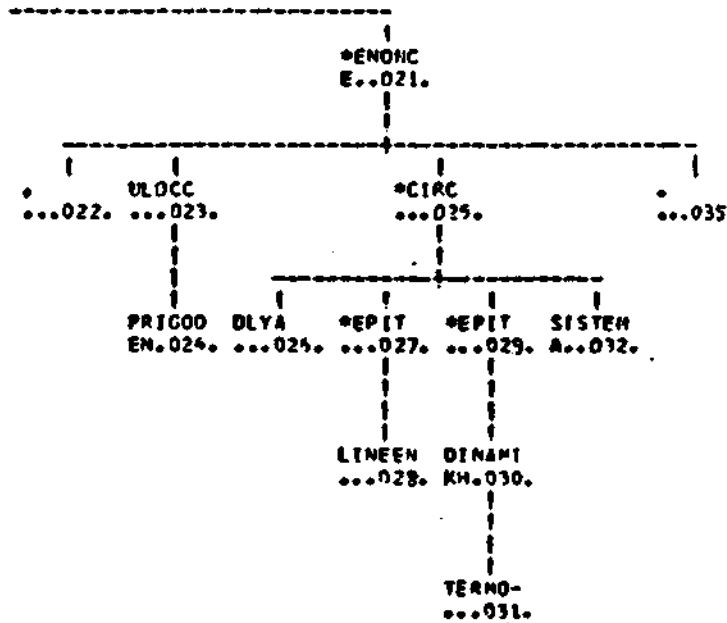 *ENONC
E..021.
* VLOCC *CIRC *
...022. ...023. ...025. ...035
PRIGOD DLYA *EPIT *EPIT SISTEM
EN.024. ...026. ...027. ...029. A..032.
LINEEN DINAMI
...028. KH.030.
TERMO-
...031.